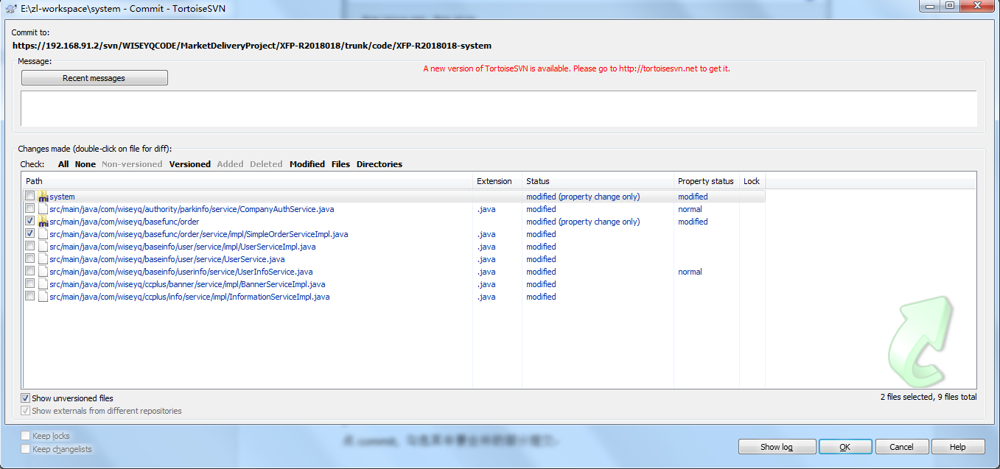 E:\zl-workspace\system - Commit - TortoiseSVN
Commit to:
https://192.168.91.2/svn/WISEYQCODE/MarketDeliveryProject/XFP-R2018018/trunk/code/XFP-R2018018-system
Message:
Recent messages
A new version of TortoiseSVN is available. Please go to http://tortoisesvn.net to get it.
Changes made (double-click on file for diff):
Check: All None Non-versioned Versioned Added Deleted Modified Files Directories
Path Extension Status Property status Lock
system modified (property change only) modified
src/main/java/com/wiseyq/authority/parkinfo/service/CompanyAuthService.java .java modified normal
src/main/java/com/wiseyq/basefunc/order modified (property change only) modified
src/main/java/com/wiseyq/basefunc/order/service/impl/SimpleOrderServiceImpl.java .java modified
src/main/java/com/wiseyq/baseinfo/user/service/impl/UserServiceImpl.java .java modified
src/main/java/com/wiseyq/baseinfo/user/service/UserService.java .java modified
src/main/java/com/wiseyq/baseinfo/userinfo/service/UserInfoService.java .java modified normal
src/main/java/com/wiseyq/ccplus/banner/service/impl/BannerServiceImpl.java .java modified
src/main/java/com/wiseyq/ccplus/info/service/impl/InformationServiceImpl.java .java modified
Show unversioned files
2 files selected, 9 files total
Show externals from different repositories
Keep locks
Keep changelists
Show log OK Cancel Help